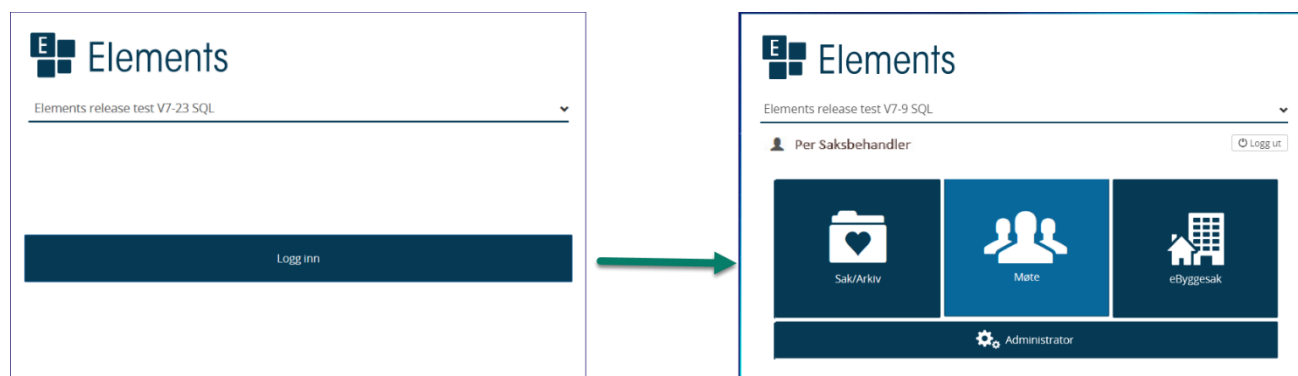 E
Elements
Elements release test V7-23 SQL
Logg inn
E
Elements
Elements release test V7-9 SQL
Per Saksbehandler
Logg ut
Sak/Arkiv
Møte
eByggesak
Administrator